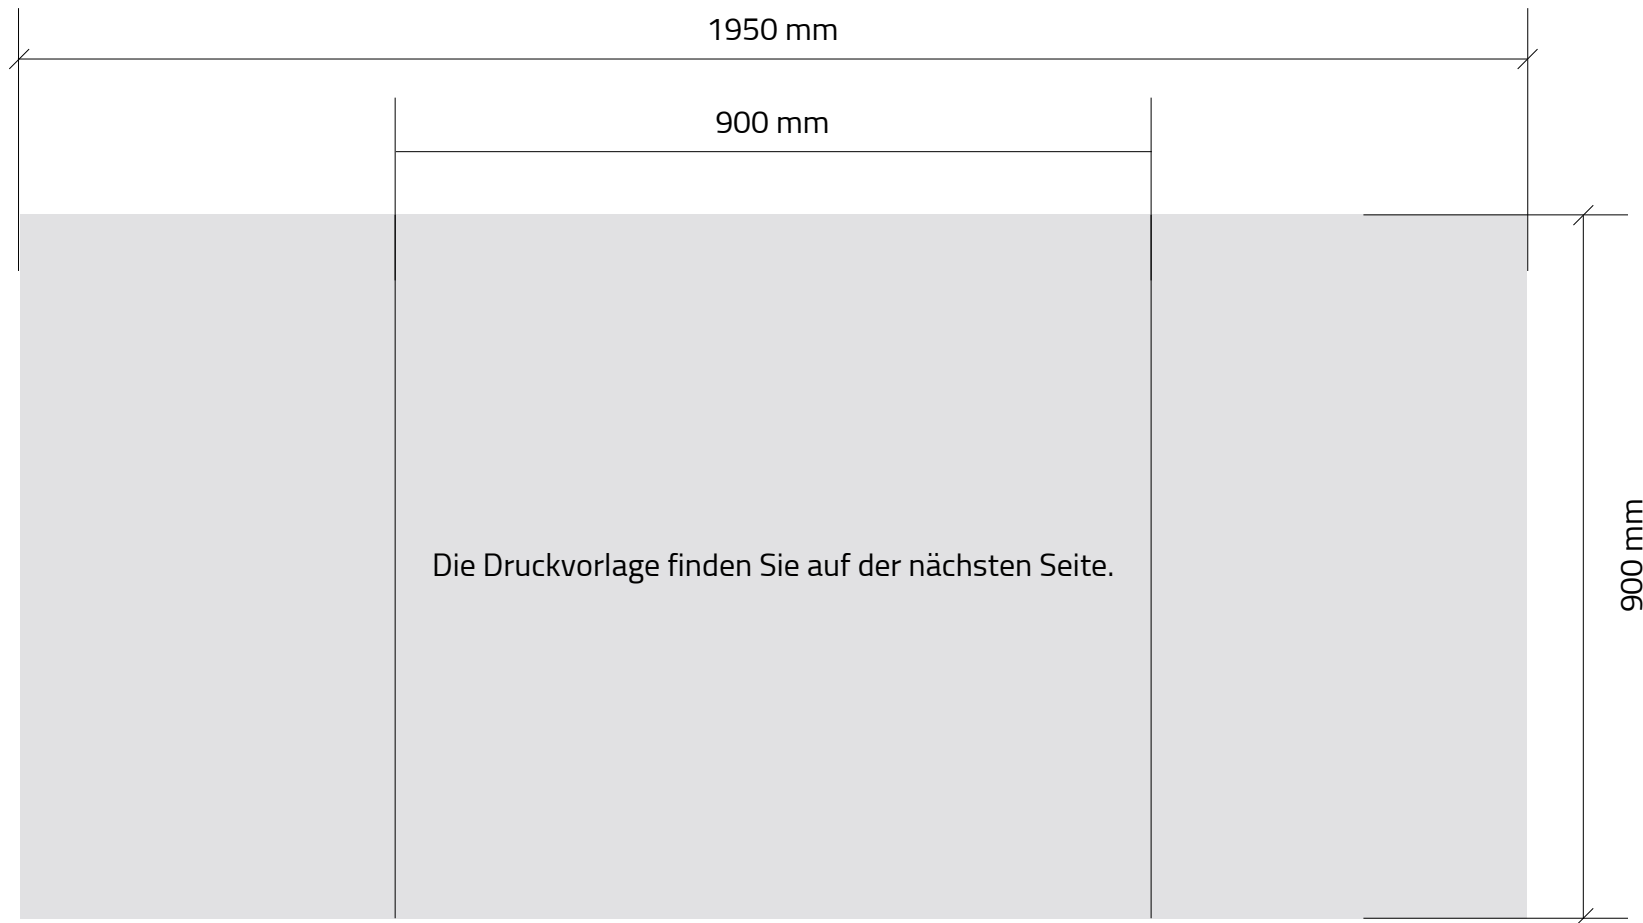 1950 mm
900 mm
Die Druckvorlage finden Sie auf der nächsten Seite.
900 mm